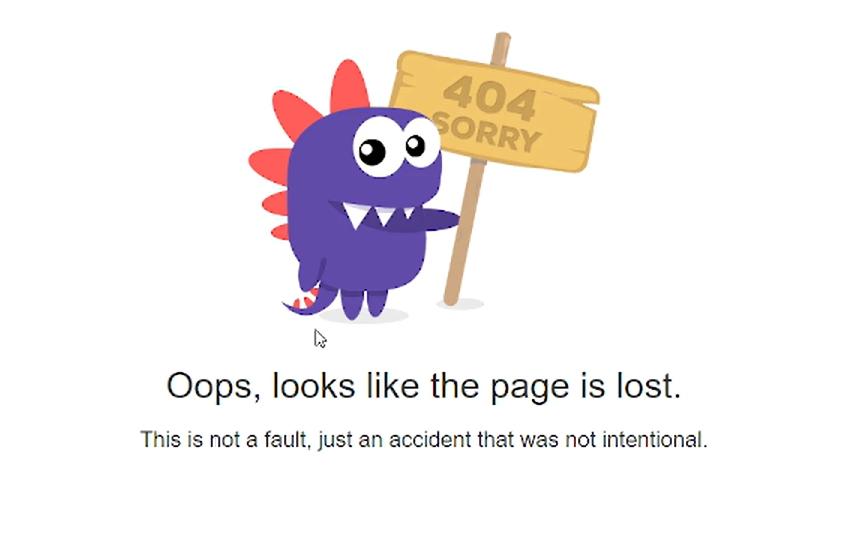 404
SORRY
Oops, looks like the page is lost.
This is not a fault, just an accident that was not intentional.